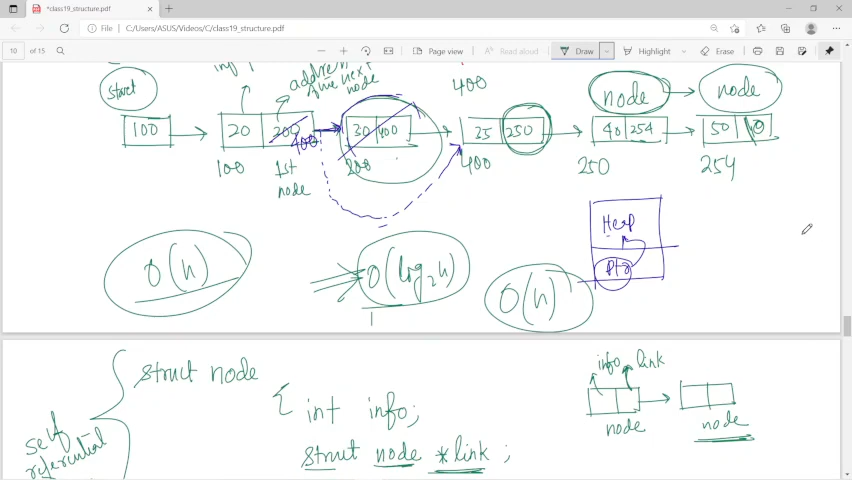 *class19_structure.pdf
File
C:/Users/ASUS/Videos/C/class19_structure.pdf
10 of 15
Page view
Read aloud
Draw
Highlight
Erase
address
of the next
node
400
start
node
node
100
20
200
400
30
400
25
250
40
254
50
100
1st
node
200
400
250
254
Heap
Ptr
O(n)
O(log₂n)
O(n)
struct node
{
int info;
struct node *link ;
self
referential
info
link
node
node